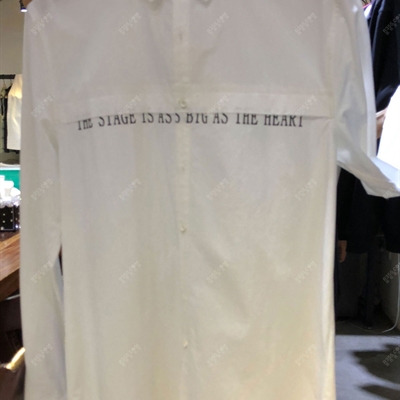 THE STAGE IS ASS BIG AS THE HEART